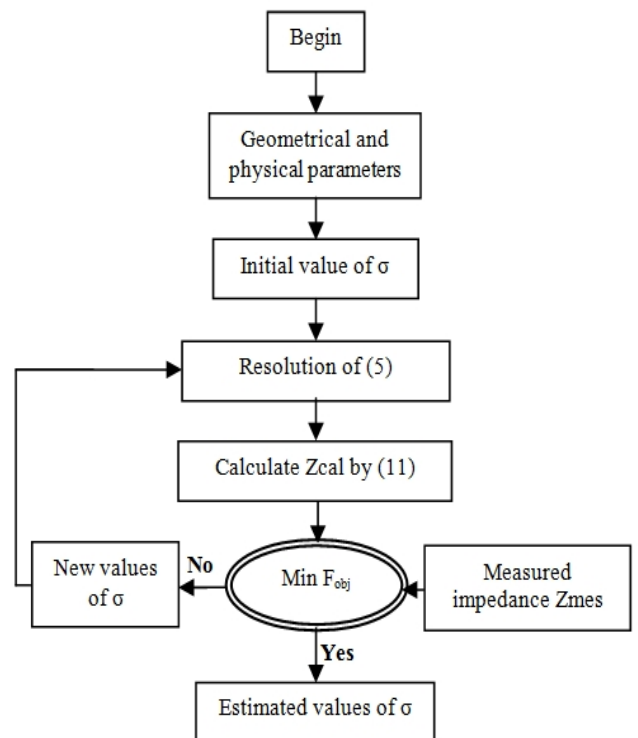 Begin
Geometrical and
physical parameters
Initial value of σ
Resolution of (5)
Calculate Zcal by (11)
New values
of σ
No
Min Fobj
Measured
impedance Zmes
Yes
Estimated values of σ